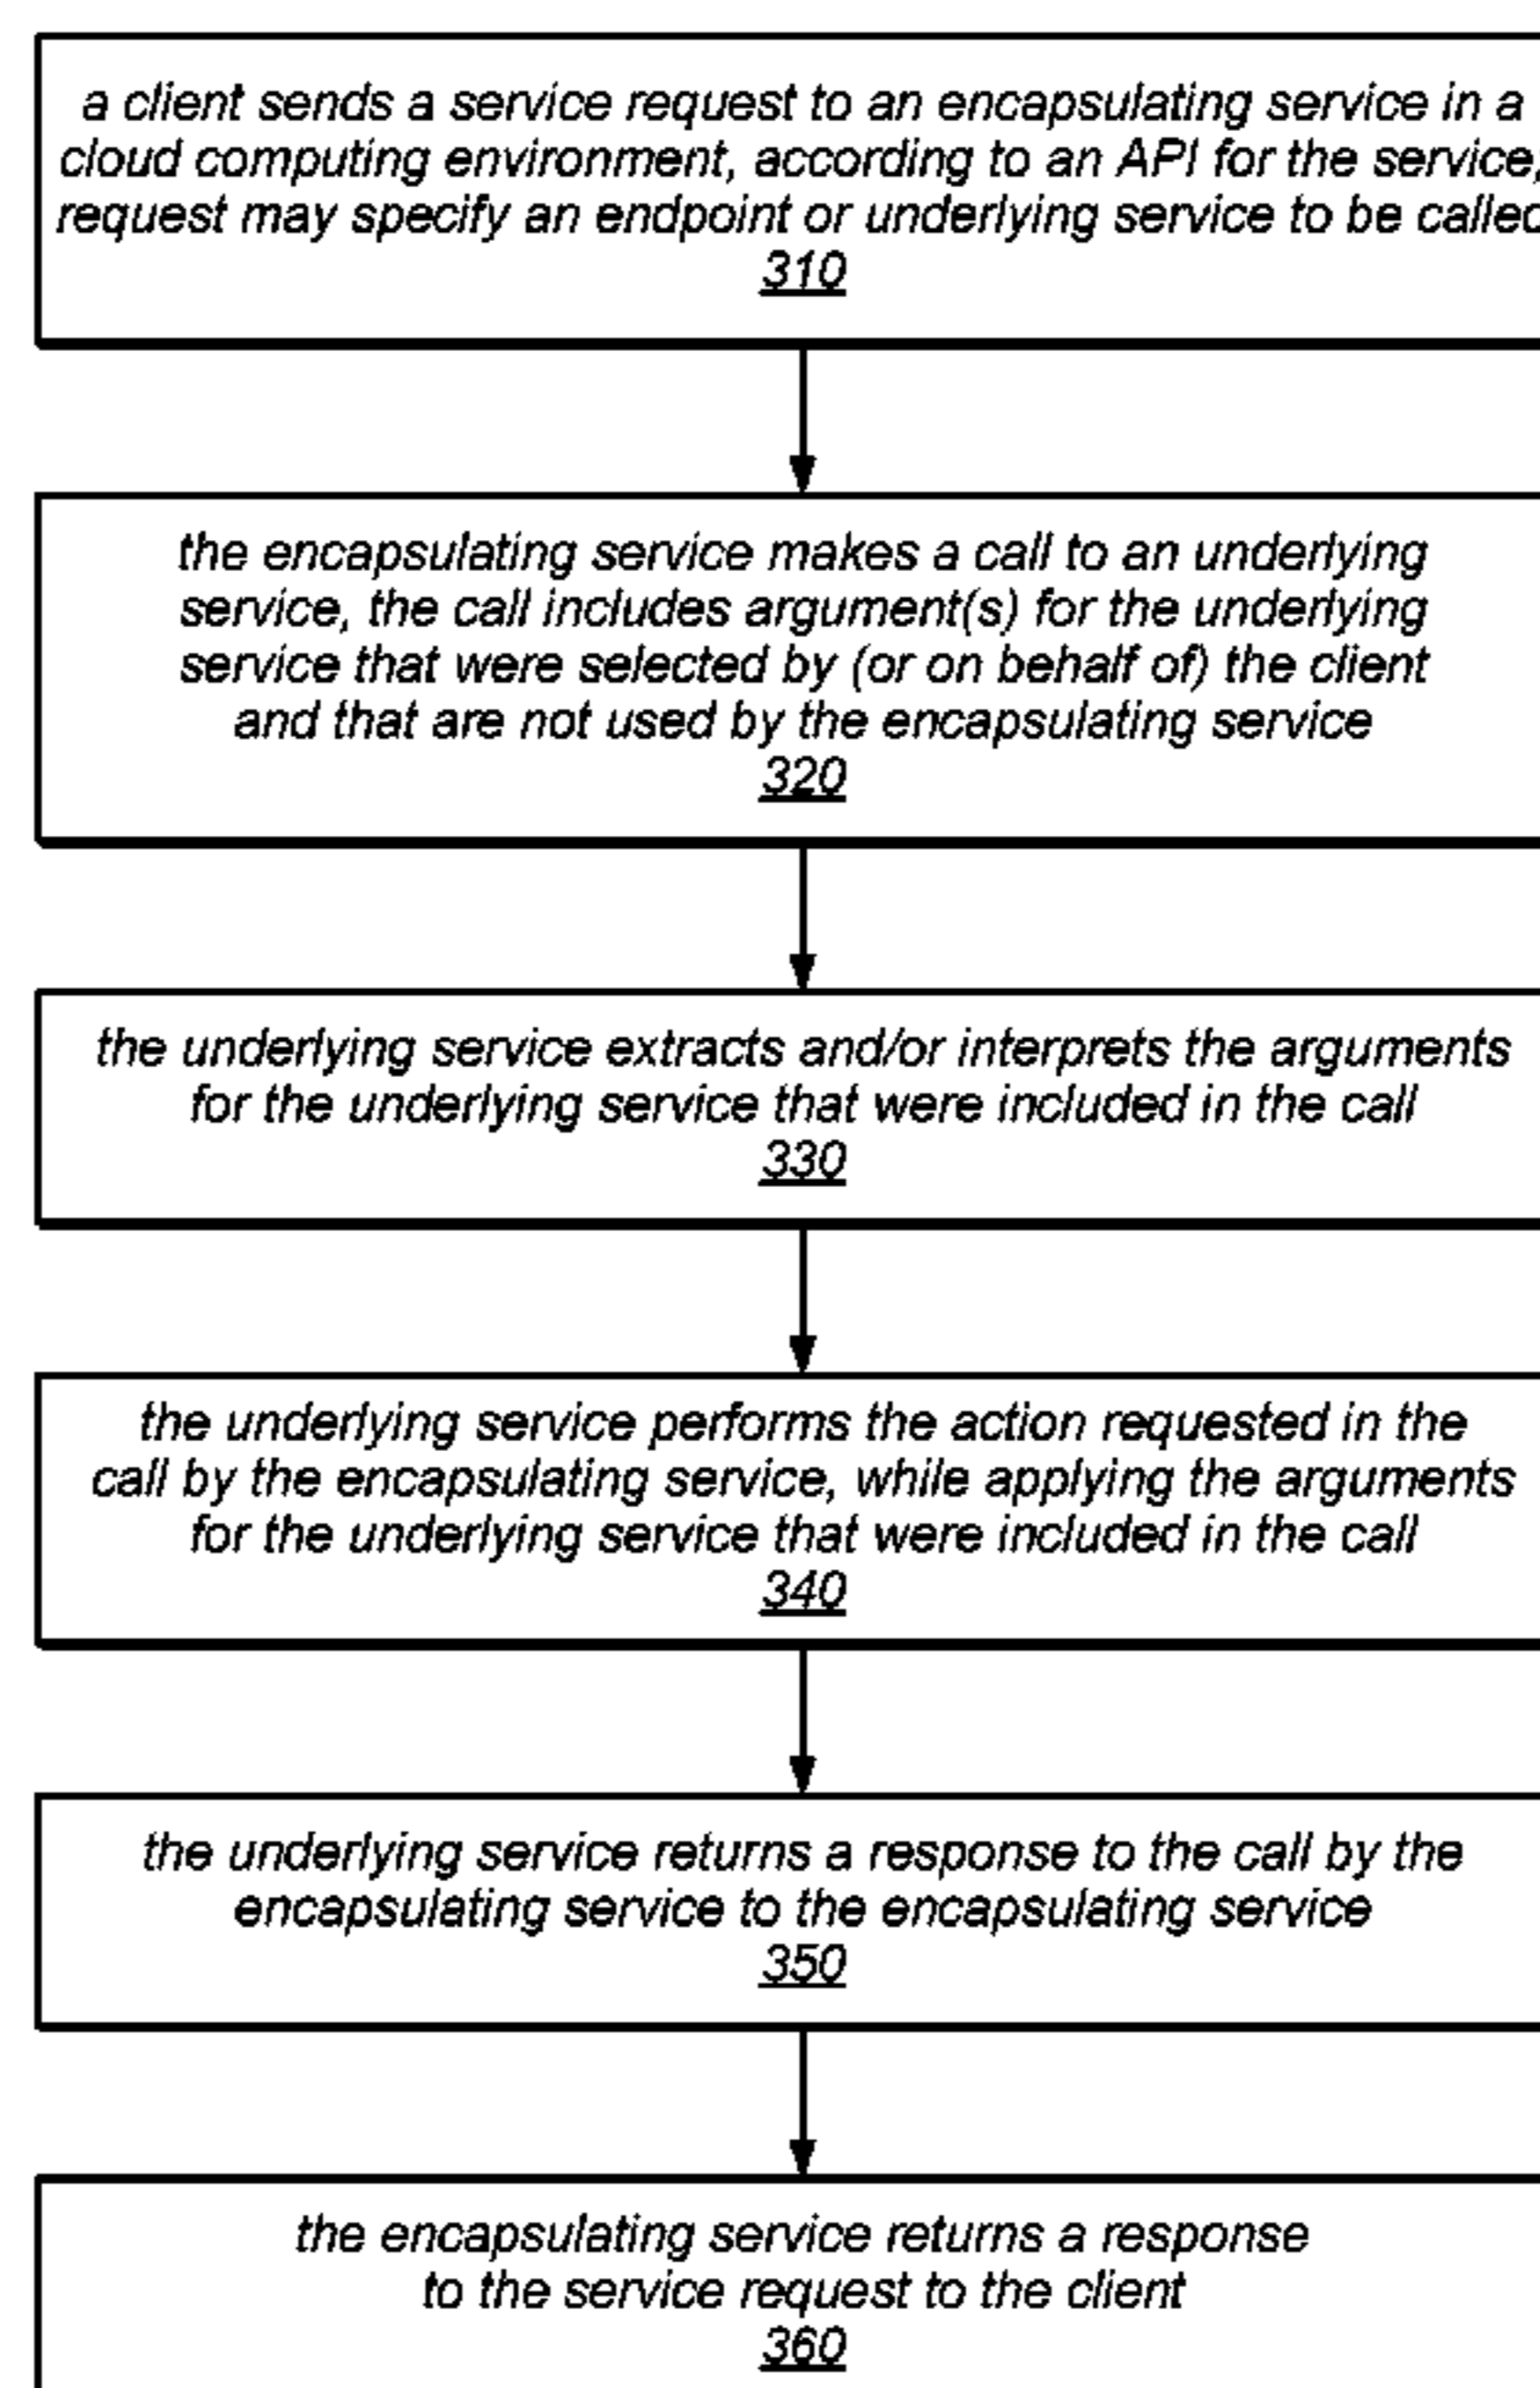 a client sends a service request to an encapsulating service in a
cloud computing environment, according to an API for the service;
request may specify an endpoint or underlying service to be called
310
the encapsulating service makes a call to an underlying
service, the call includes argument(s) for the underlying
service that were selected by (or on behalf of) the client
and that are not used by the encapsulating service
320
the underlying service extracts and/or interprets the arguments
for the underlying service that were included in the call
330
the underlying service performs the action requested in the
call by the encapsulating service, while applying the arguments
for the underlying service that were included in the call
340
the underlying service returns a response to the call by the
encapsulating service to the encapsulating service
350
the encapsulating service returns a response
to the service request to the client
360